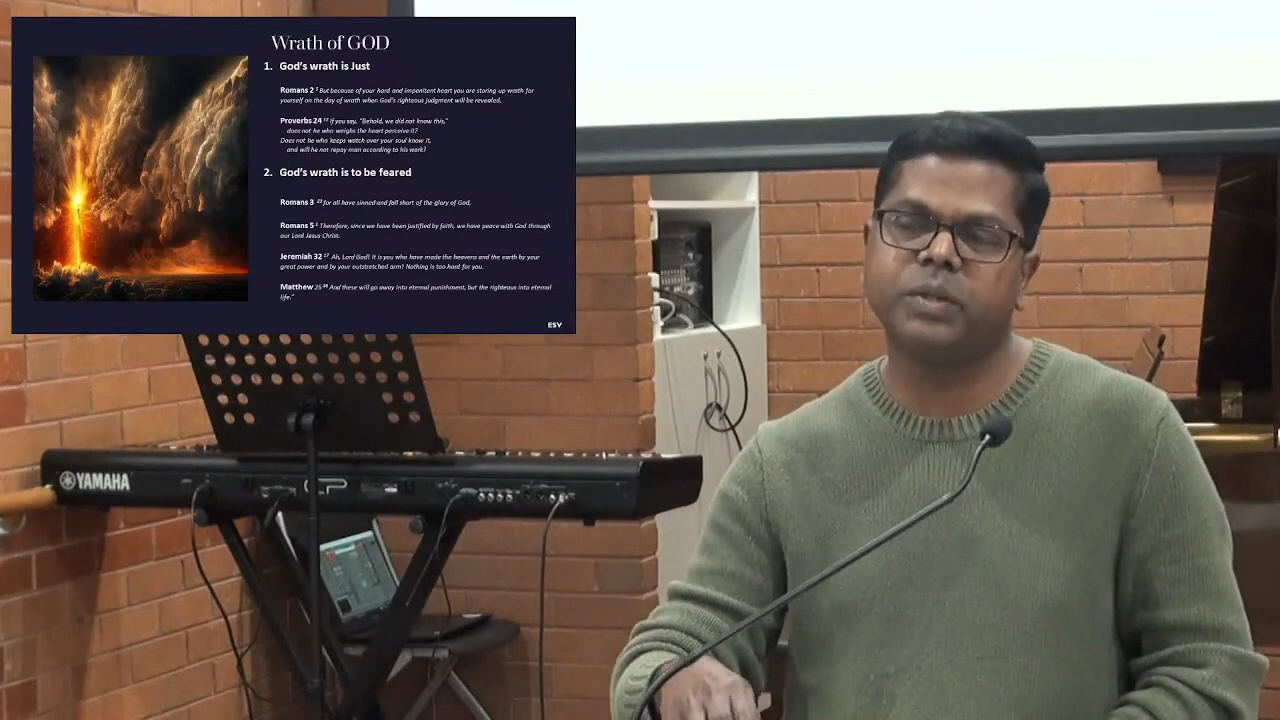 Wrath of GOD
1. God's wrath is Just
Romans 2 5 But because of your hard and impenitent heart you are storing up wrath for
yourself on the day of wrath when God's righteous judgment will be revealed.
Proverbs 24 12 If you say, "Behold, we did not know this,"
does not he who weighs the heart perceive it?
Does not he who keeps watch over your soul know it,
and will he not repay man according to his work?
2. God's wrath is to be feared
Romans 3 23 for all have sinned and fall short of the glory of God,
Romans 5 1 Therefore, since we have been justified by faith, we have peace with God through
our Lord Jesus Christ.
Jeremiah 32 17 'Ah, Lord God! It is you who have made the heavens and the earth by your
great power and by your outstretched arm! Nothing is too hard for you.
Matthew 25 46 And these will go away into eternal punishment, but the righteous into eternal
life."
ESV
YAMAHA
CP